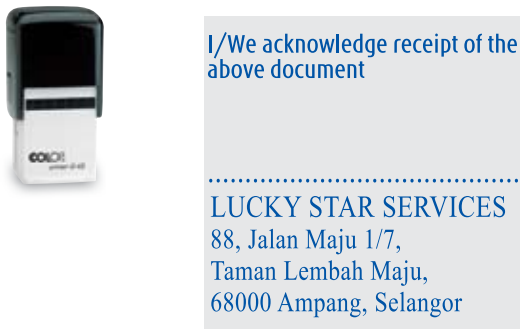 COLOP
I/We acknowledge receipt of the
above document
..........................................
LUCKY STAR SERVICES
88, Jalan Maju 1/7,
Taman Lembah Maju,
68000 Ampang, Selangor